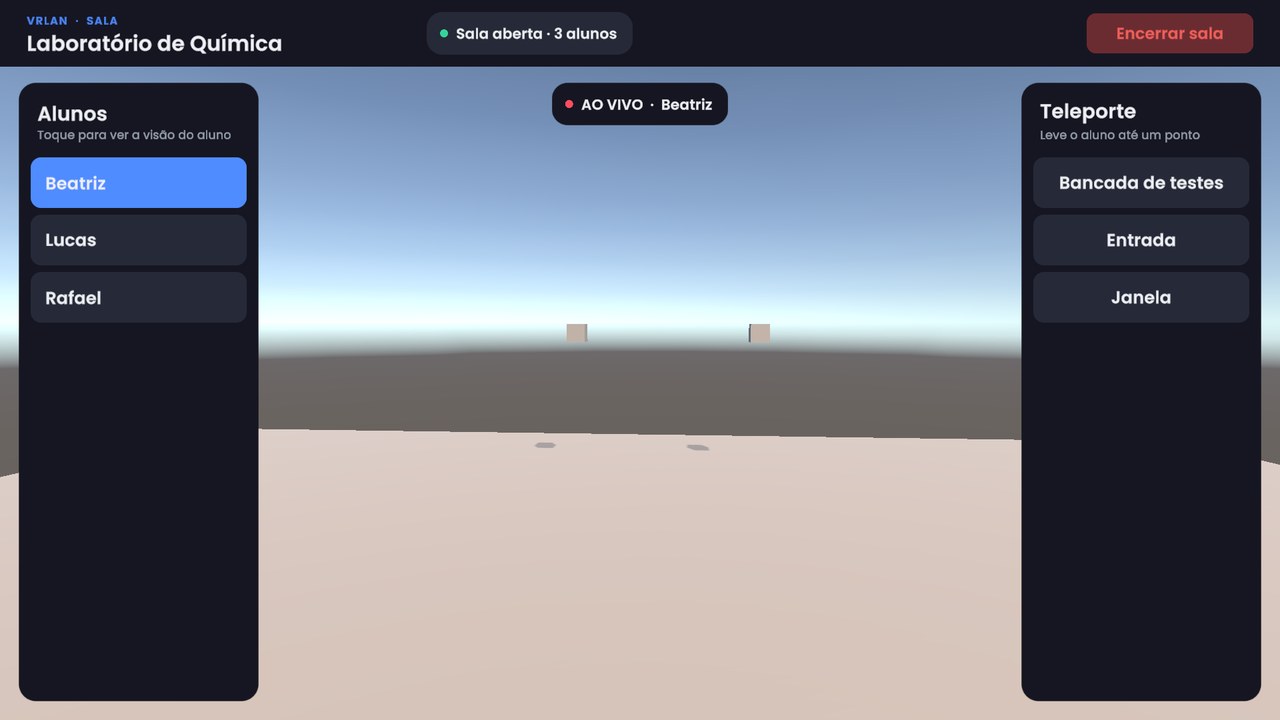 VRLAN · SALA
Laboratório de Química
Sala aberta · 3 alunos
Encerrar sala
AO VIVO · Beatriz
Alunos
Toque para ver a visão do aluno
Beatriz
Lucas
Rafael
Teleporte
Leve o aluno até um ponto
Bancada de testes
Entrada
Janela